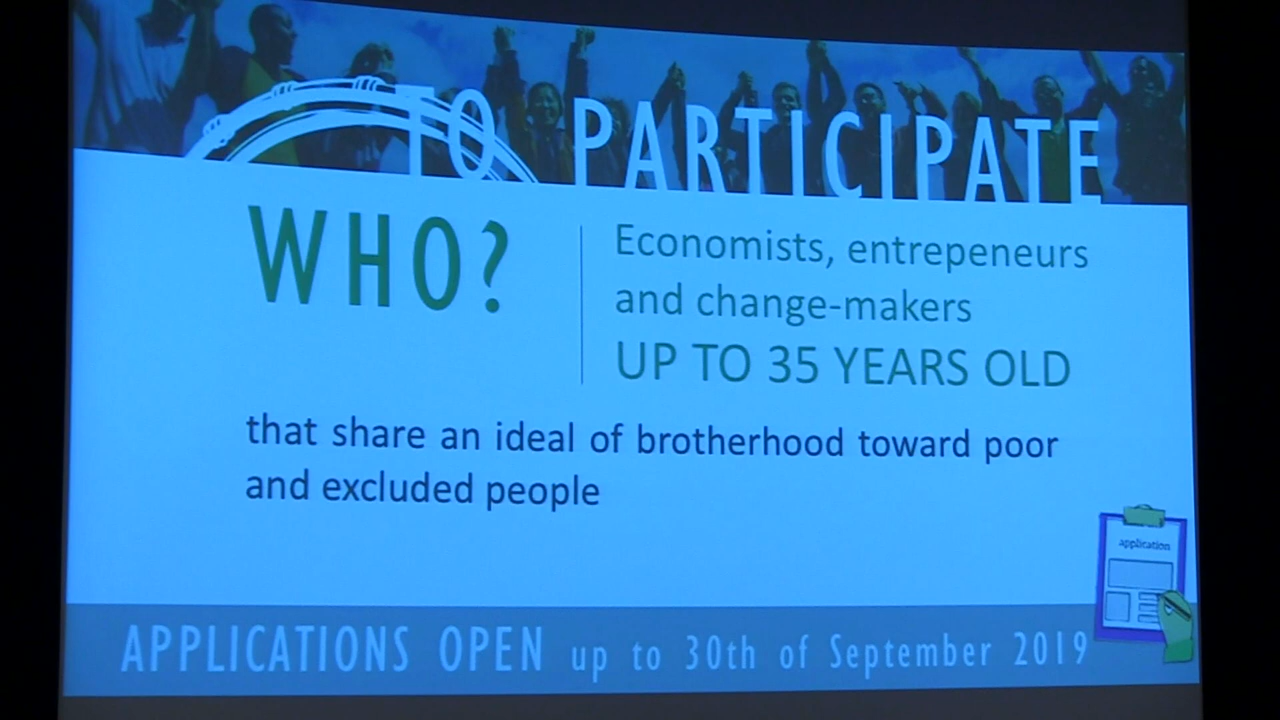 TO PARTICIPATE
WHO?
Economists, entrepeneurs
and change-makers
UP TO 35 YEARS OLD
that share an ideal of brotherhood toward poor
and excluded people
application
APPLICATIONS OPEN up to 30th of September 2019